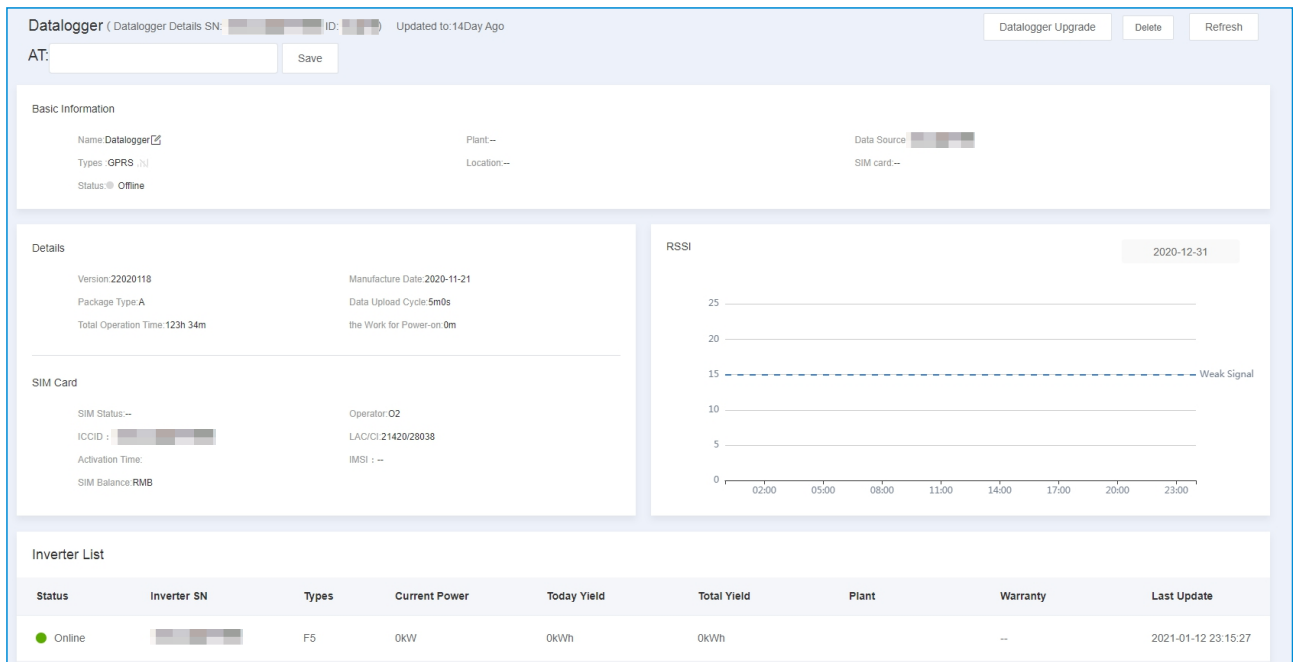 Datalogger ( Datalogger Details SN: ID: ) Updated to:14Day Ago Datalogger Upgrade Delete Refresh
AT: Save
Basic Information
Name:Datalogger Plant:-- Data Source
Types :GPRS Location:-- SIM card:--
Status: Offline
Details
Version:22020118 Manufacture Date:2020-11-21
Package Type:A Data Upload Cycle:5m0s
Total Operation Time:123h 34m the Work for Power-on:0m
SIM Card
SIM Status:-- Operator:O2
ICCID : LAC/CI:21420/28038
Activation Time: IMSI : --
SIM Balance:RMB
RSSI 2020-12-31
25
20
15 Weak Signal
10
5
0
02:00 05:00 08:00 11:00 14:00 17:00 20:00 23:00
Inverter List
Status Inverter SN Types Current Power Today Yield Total Yield Plant Warranty Last Update
Online F5 0kW 0kWh 0kWh -- 2021-01-12 23:15:27